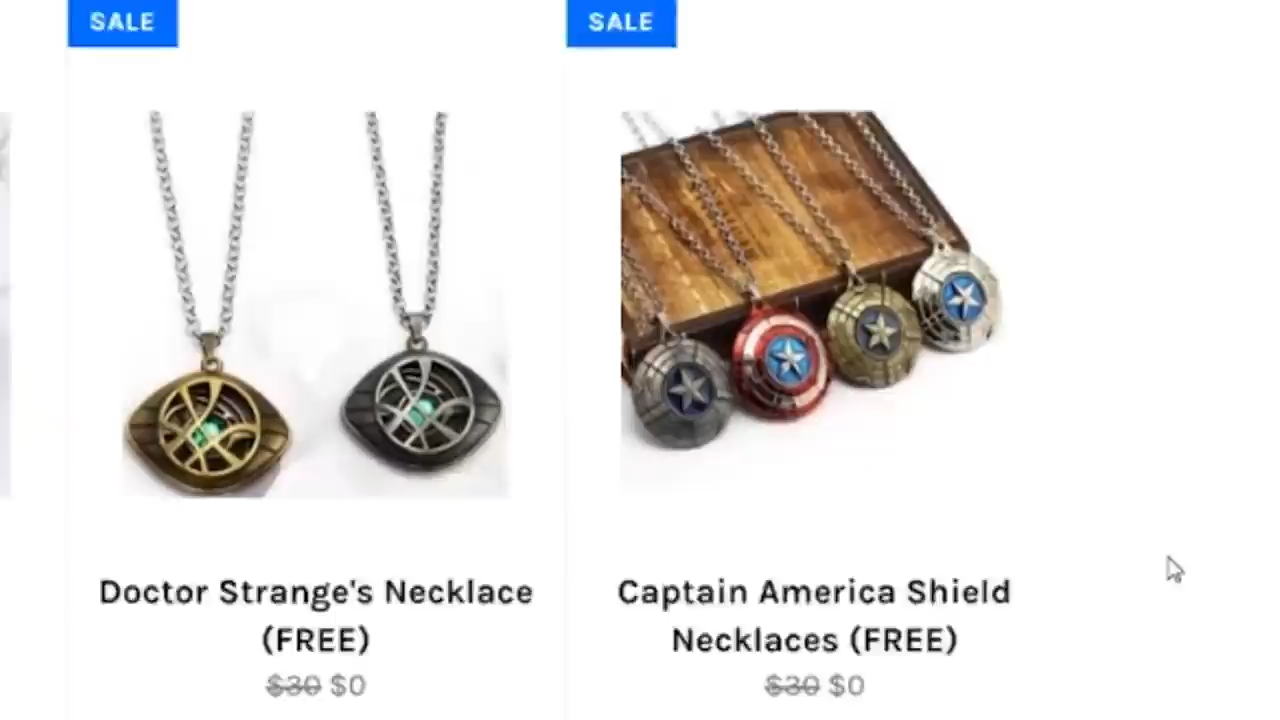 SALE
SALE
Doctor Strange's Necklace
(FREE)
$30 $0
Captain America Shield
Necklaces (FREE)
$30 $0